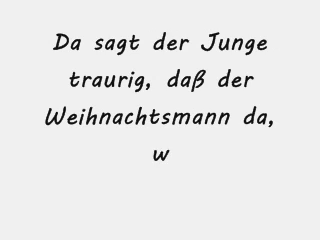 Da sagt der Junge
traurig, daß der
Weihnachtsmann da,
w